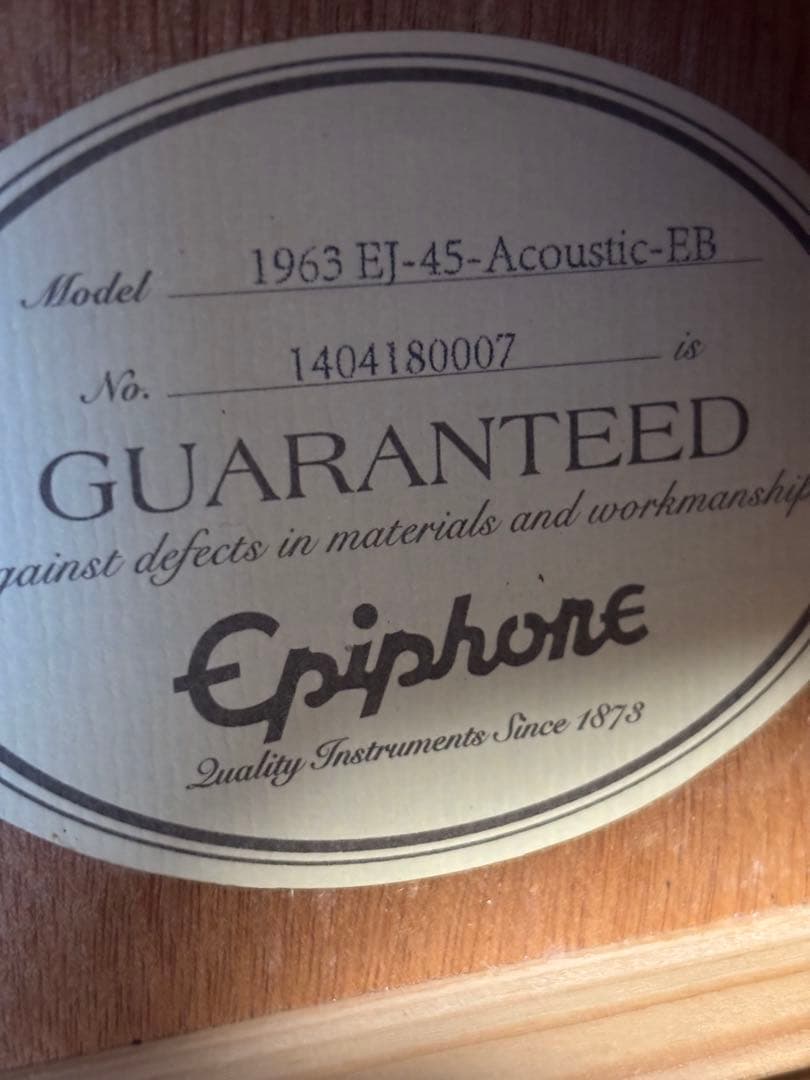 Model 1963 EJ-45-Acoustic-EB
No. 1404180007 is
GUARANTEED
gainst defects in materials and workmanship
Epiphone
Quality Instruments Since 1873